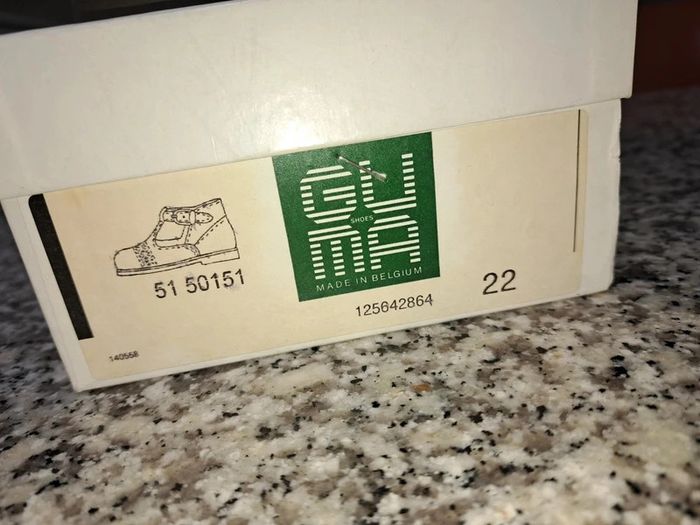 GU
SHOES
MA
MADE IN BELGIUM
51 50151
125642864
22
140558